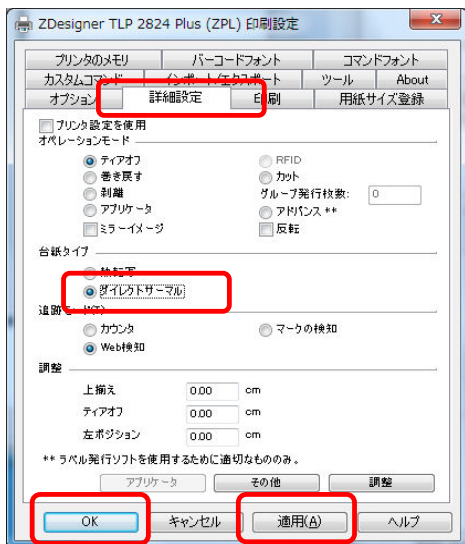 ZDesigner TLP 2824 Plus (ZPL) 印刷設定
プリンタのメモリ バーコードフォント コマンドフォント
カスタムコマンド インポート/エクスポート ツール About
オプション 詳細設定 印刷 用紙サイズ登録
プリンタ設定を使用
オペレーションモード
ティアオフ RFID
巻き戻す カット
剥離 グループ発行枚数: 0
アプリケータ アドバンス **
ミラーイメージ 反転
台紙タイプ
熱転写
ダイレクトサーマル
追跡モード(T)
カウンタ マークの検知
Web検知
調整
上揃え 0.00 cm
ティアオフ 0.00 cm
左ポジション 0.00 cm
** ラベル発行ソフトを使用するために適切なもののみ。
アプリケータ その他 調整
OK キャンセル 適用(A) ヘルプ